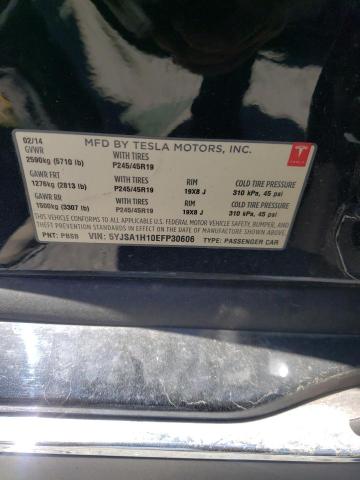 02/14
MFD BY TESLA MOTORS, INC.
GVWR WITH TIRES
2590kg (5710 lb) P245/45R19
GAWR FRT WITH TIRES RIM COLD TIRE PRESSURE
1276kg (2813 lb) P245/45R19 19X8 J 310 kPa, 45 psi
GAWR RR WITH TIRES RIM COLD TIRE PRESSURE
1500kg (3307 lb) P245/45R19 19X8 J 310 kPa, 45 psi
THIS VEHICLE CONFORMS TO ALL APPLICABLE U.S. FEDERAL MOTOR VEHICLE SAFETY, BUMPER, AND
THEFT PREVENTION STANDARDS IN EFFECT ON THE DATE OF MANUFACTURE SHOWN ABOVE.
PNT: PBSB VIN: 5YJSA1H10EFP30606 TYPE: PASSENGER CAR
TESLA